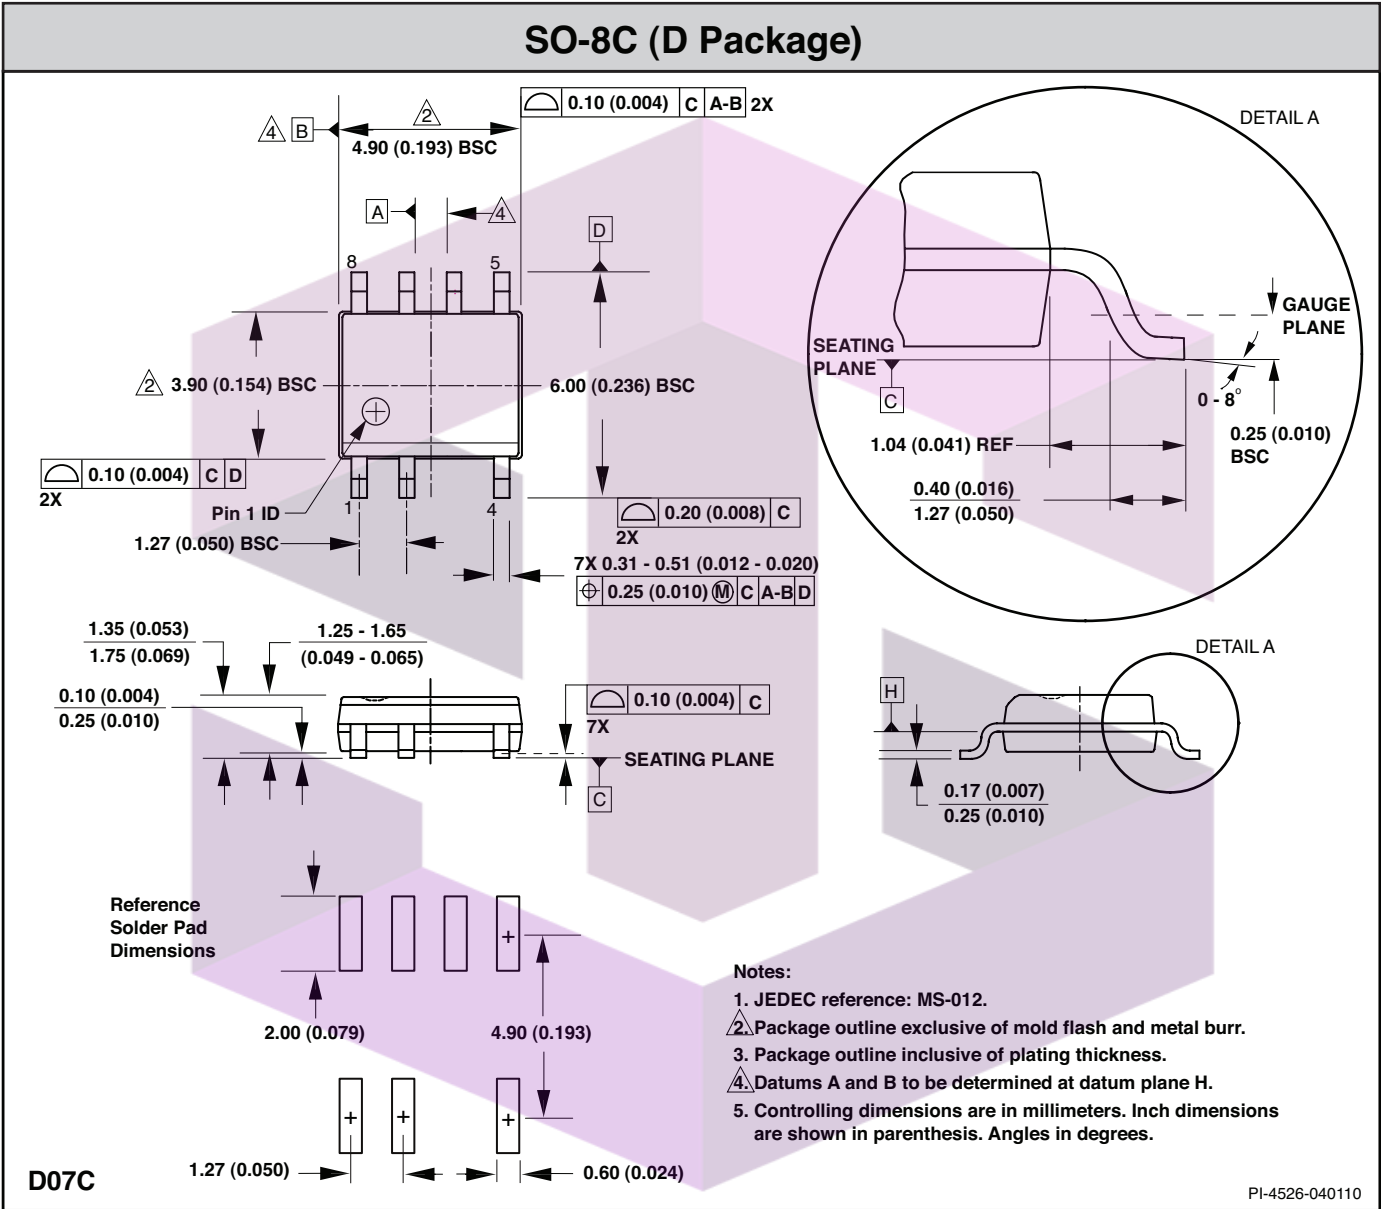 SO-8C (D Package)
0.10 (0.004) C A-B 2X
2
4 B
4.90 (0.193) BSC
DETAIL A
A
4
D
8
5
GAUGE
PLANE
SEATING
PLANE
2 3.90 (0.154) BSC
6.00 (0.236) BSC
C
0 - 8°
1.04 (0.041) REF
0.25 (0.010)
BSC
0.10 (0.004) C D
2X
0.40 (0.016)
1.27 (0.050)
Pin 1 ID
1
4
0.20 (0.008) C
2X
1.27 (0.050) BSC
7X 0.31 - 0.51 (0.012 - 0.020)
⌖ 0.25 (0.010) Ⓜ C A-B D
1.35 (0.053)
1.75 (0.069)
1.25 - 1.65
(0.049 - 0.065)
DETAIL A
0.10 (0.004)
0.25 (0.010)
0.10 (0.004) C
7X
H
SEATING PLANE
C
0.17 (0.007)
0.25 (0.010)
Reference
Solder Pad
Dimensions
2.00 (0.079)
4.90 (0.193)
1.27 (0.050)
0.60 (0.024)
Notes:
1. JEDEC reference: MS-012.
2. Package outline exclusive of mold flash and metal burr.
3. Package outline inclusive of plating thickness.
4. Datums A and B to be determined at datum plane H.
5. Controlling dimensions are in millimeters. Inch dimensions
are shown in parenthesis. Angles in degrees.
D07C
PI-4526-040110